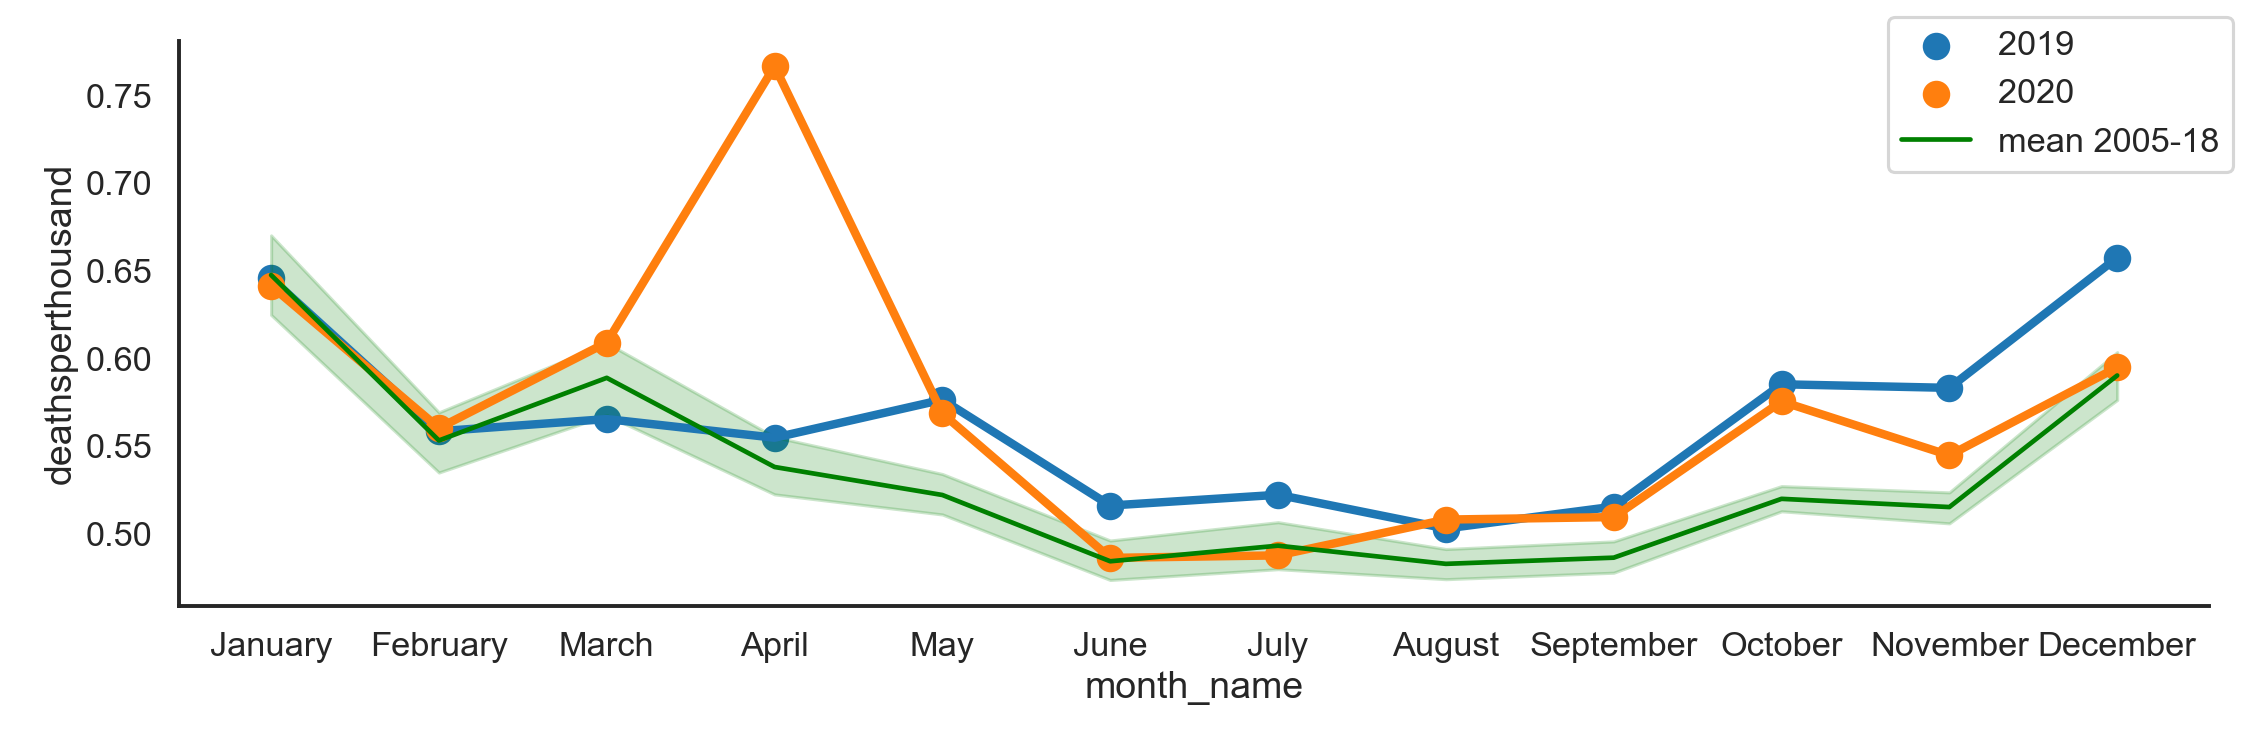 2019
2020
mean 2005-18
0.75
0.70
0.65
0.60
0.55
0.50
deathsperthousand
January February March April May June July August September October November December
month_name